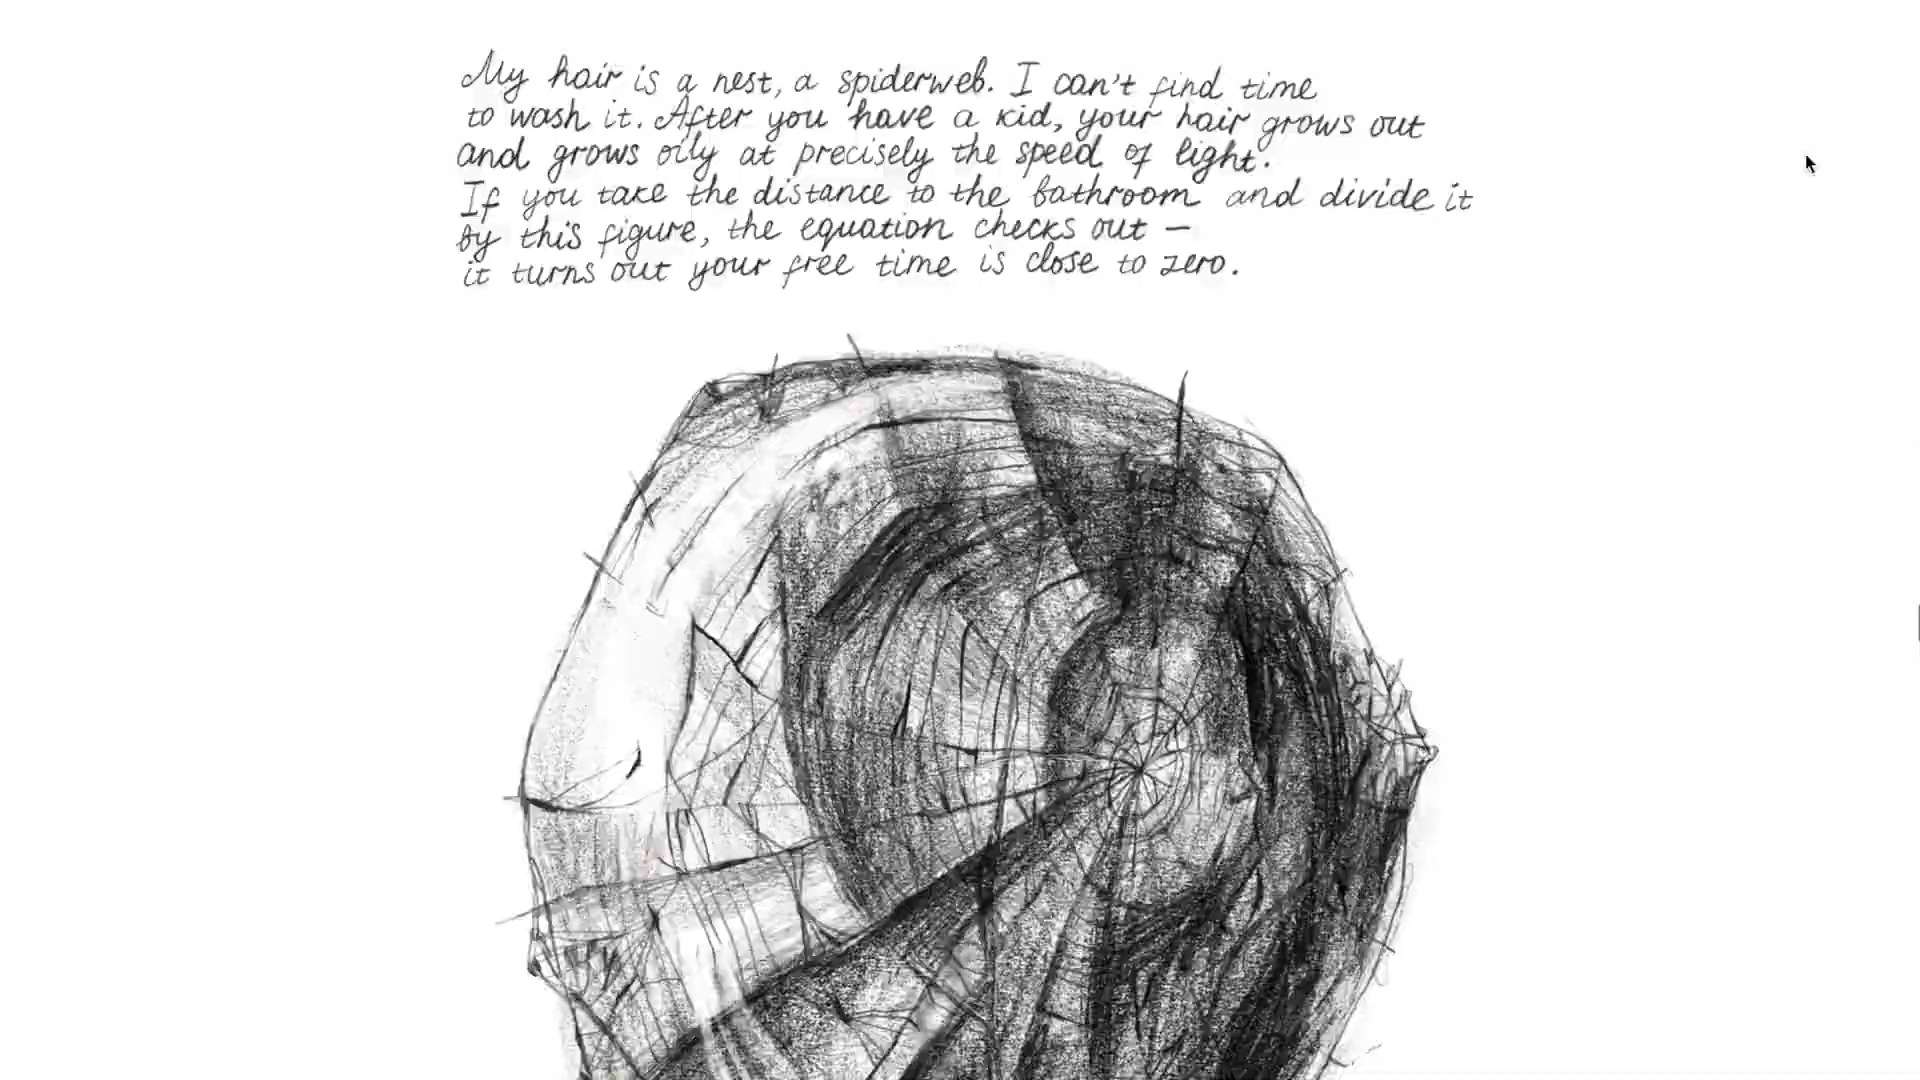 My hair is a nest, a spiderweb. I can't find time
to wash it. After you have a kid, your hair grows out
and grows oily at precisely the speed of light.
If you take the distance to the bathroom and divide it
by this figure, the equation checks out —
it turns out your free time is close to zero.